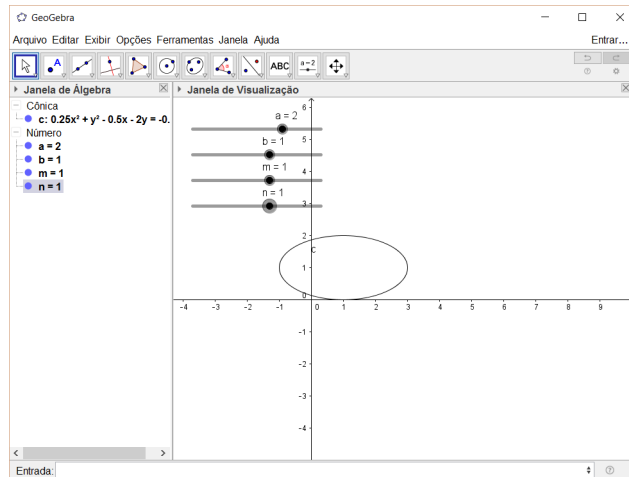 GeoGebra
Arquivo Editar Exibir Opções Ferramentas Janela Ajuda Entrar...
A α ABC a=2
Janela de Álgebra
Cônica
c: 0.25x² + y² - 0.5x - 2y = -0.
Número
a = 2
b = 1
m = 1
n = 1
Janela de Visualização
a = 2
b = 1
m = 1
n = 1
c
6
5
4
3
2
1
0
-4 -3 -2 -1 0 1 2 3 4 5 6 7 8 9
-1
-2
-3
-4
Entrada: